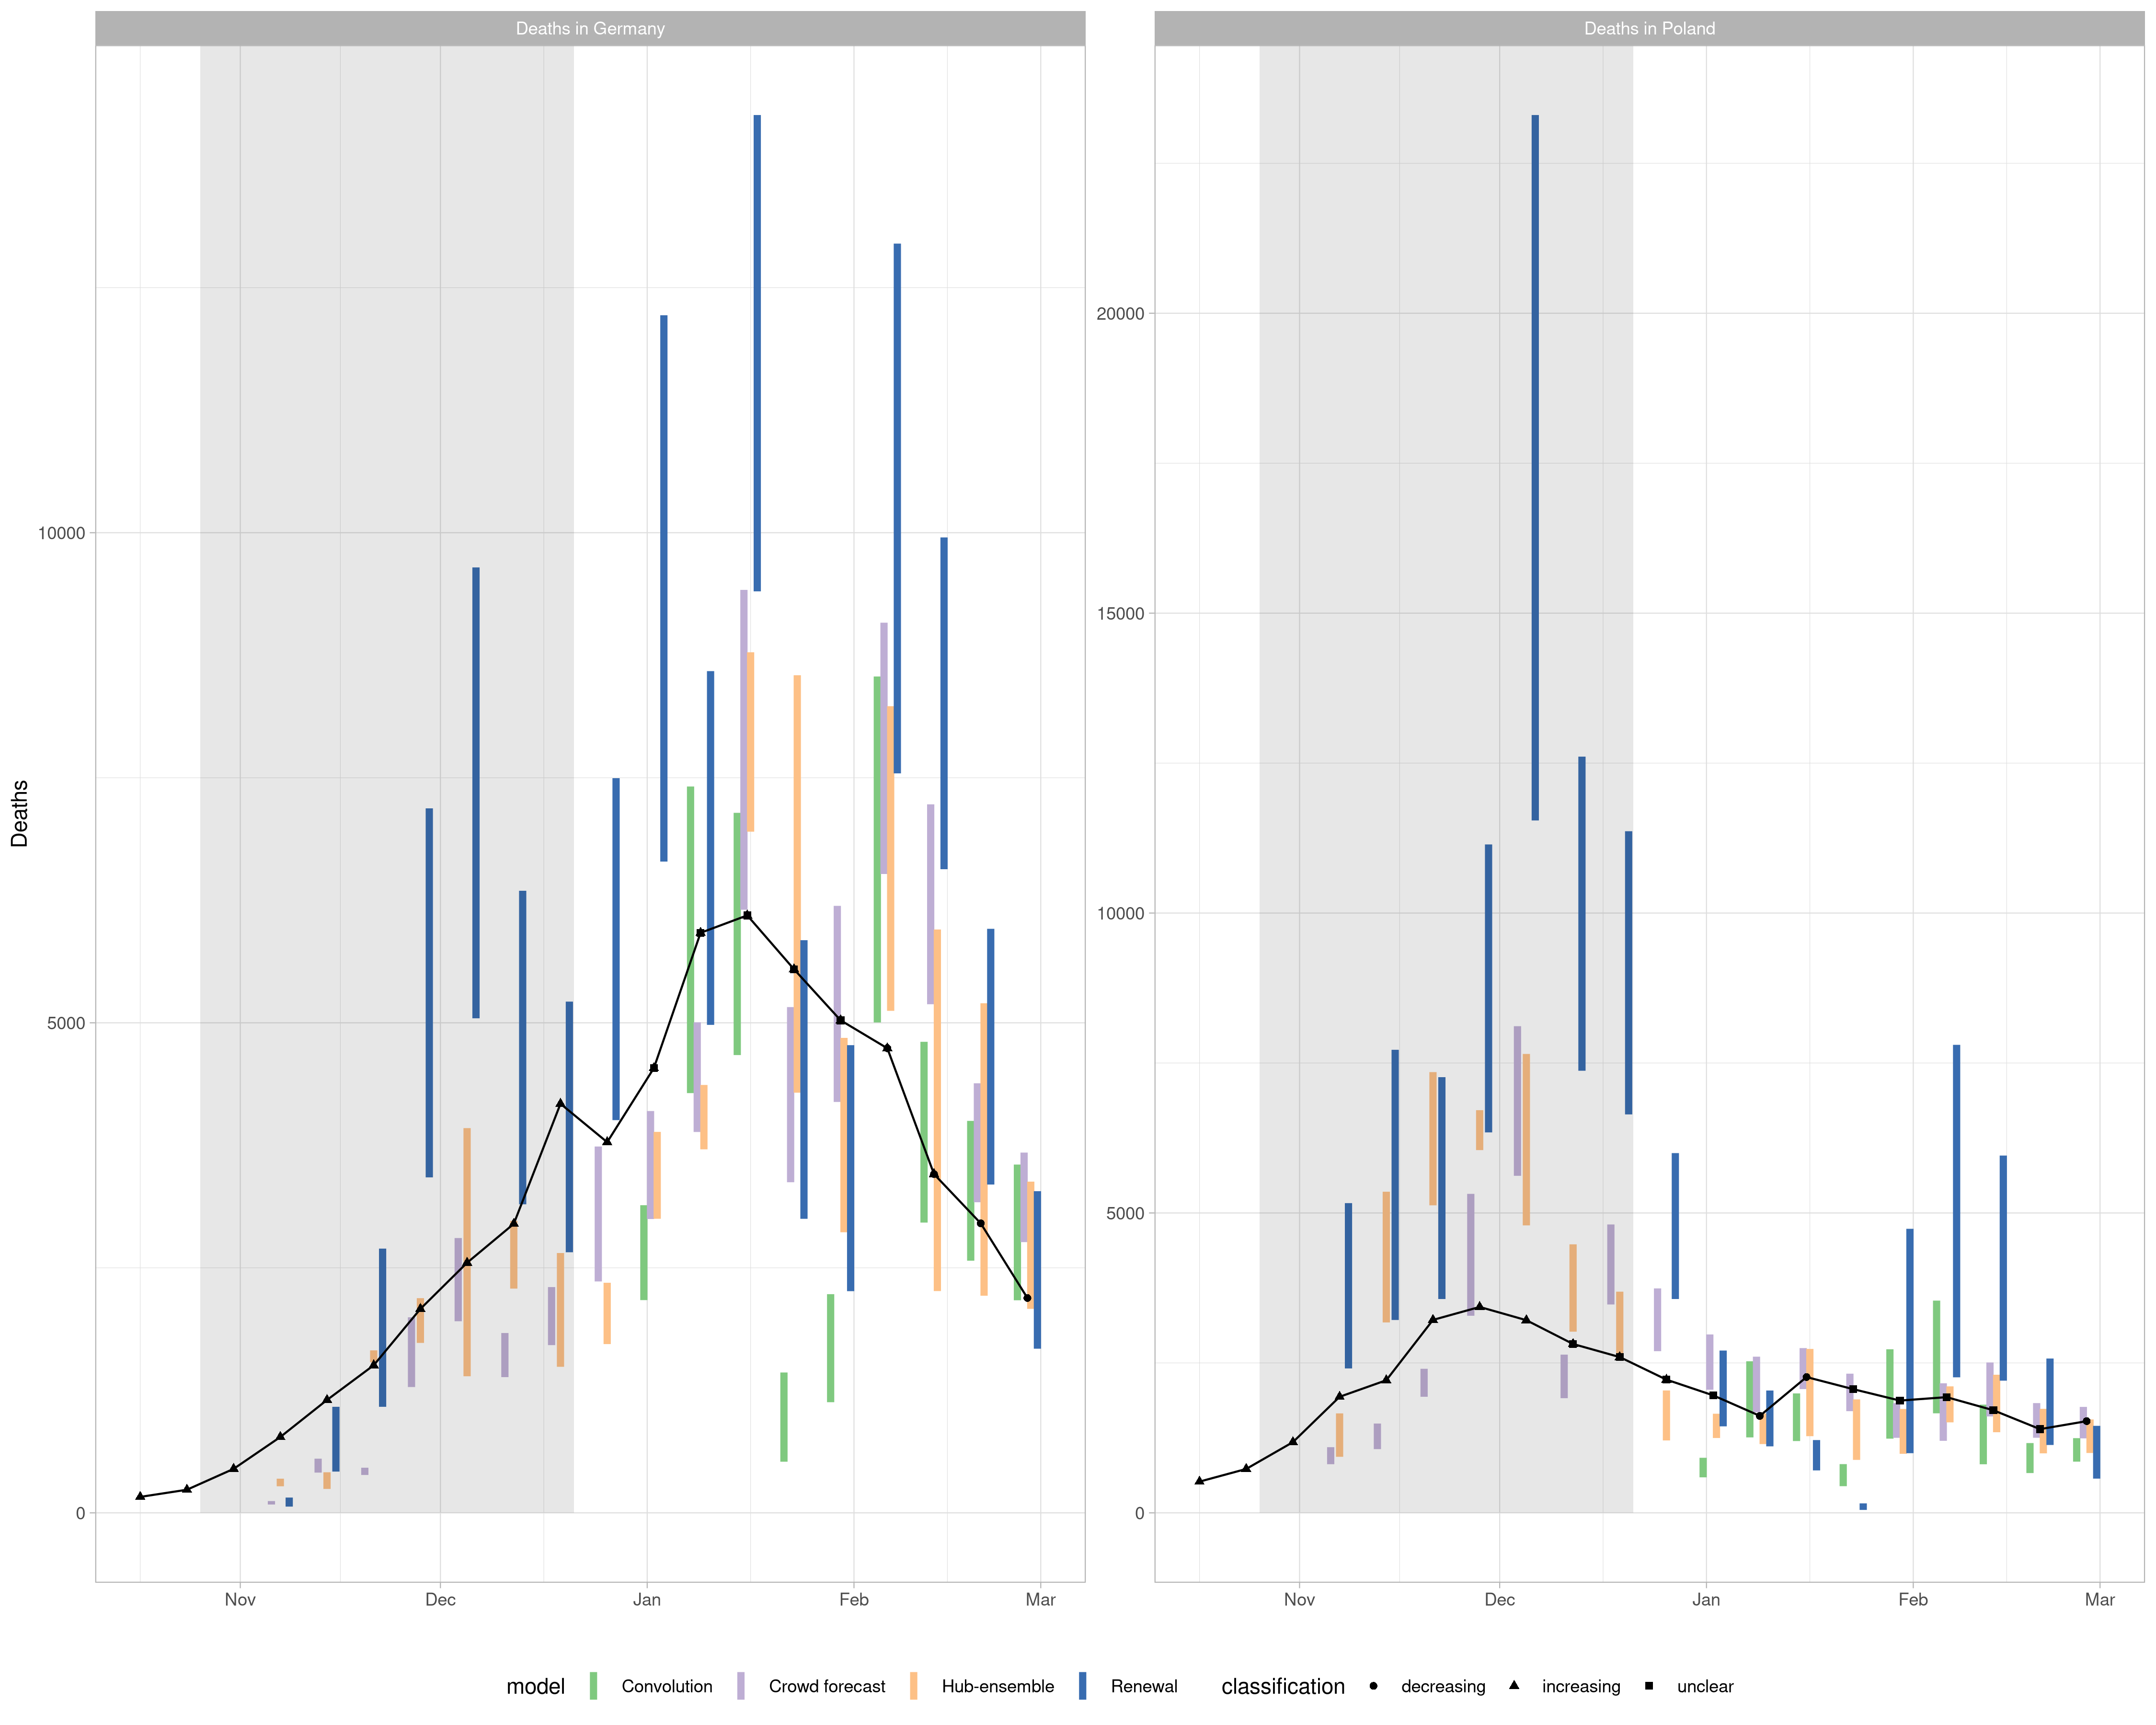 Deaths in Germany
Deaths in Poland
Deaths
10000
5000
0
20000
15000
10000
5000
0
Nov Dec Jan Feb Mar
Nov Dec Jan Feb Mar
model Convolution Crowd forecast Hub-ensemble Renewal classification decreasing increasing unclear